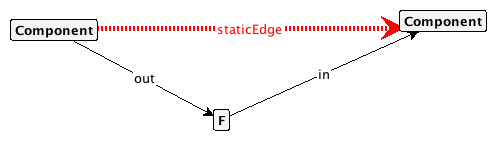 Component
Component
staticEdge
out
in
F